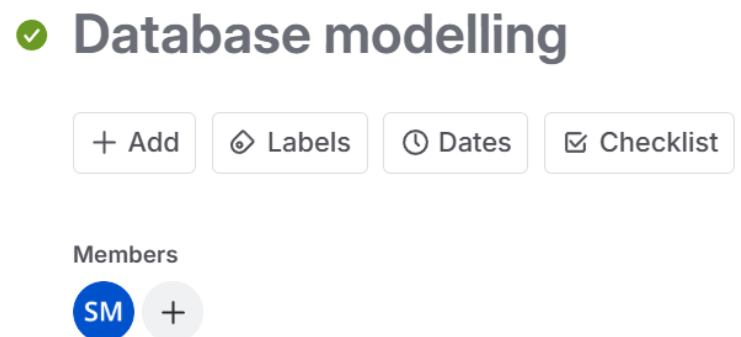 Database modelling
+ Add Labels Dates Checklist
Members
SM +